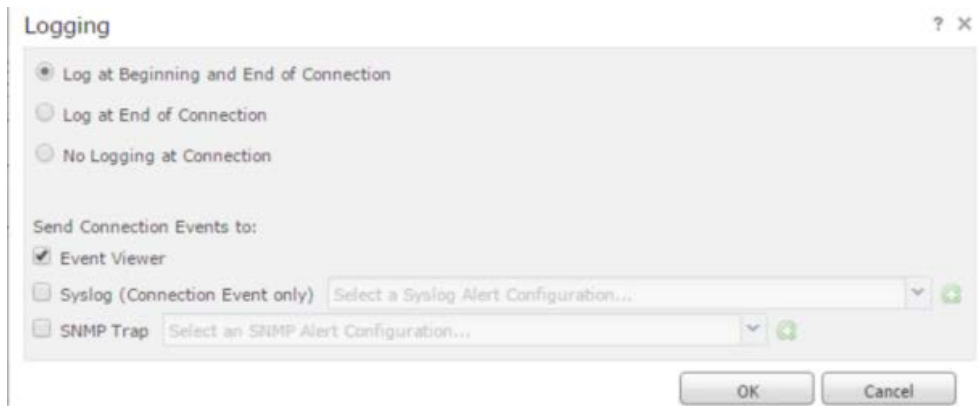 Logging ? ×
Log at Beginning and End of Connection
Log at End of Connection
No Logging at Connection
Send Connection Events to:
Event Viewer
Syslog (Connection Event only) Select a Syslog Alert Configuration...
SNMP Trap Select an SNMP Alert Configuration...
OK Cancel